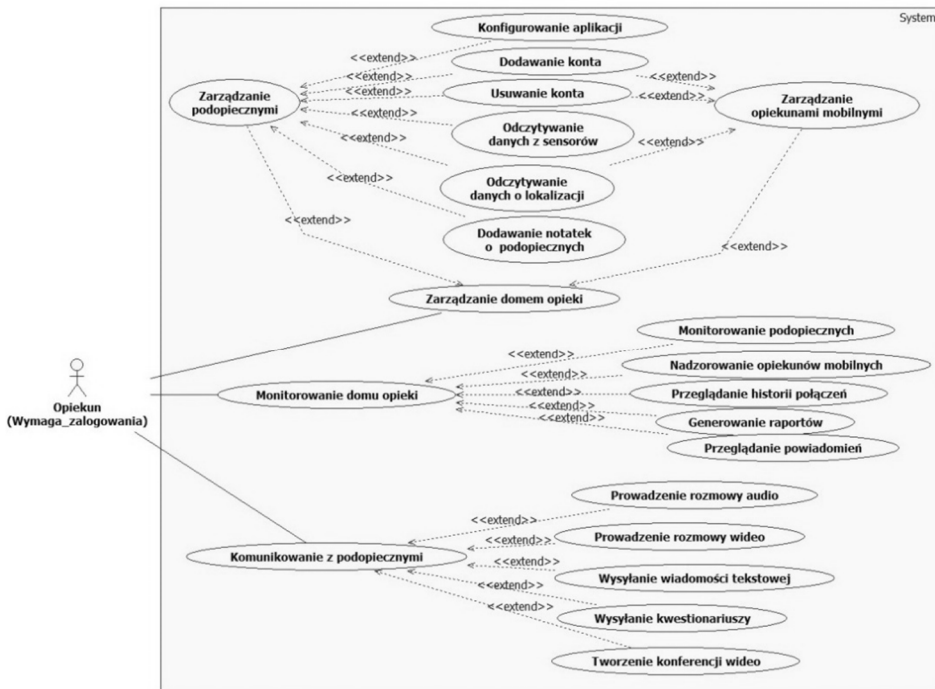 System
Konfigurowanie aplikacji
<<extend>>
Dodawanie konta
<<extend>>
<<extend>>
Usuwanie konta
<<extend>>
<<extend>>
Zarządzanie
podopiecznymi
Zarządzanie
opiekunami mobilnymi
<<extend>>
Odczytywanie
danych z sensorów
<<extend>>
<<extend>>
Odczytywanie
danych o lokalizacji
<<extend>>
<<extend>>
Dodawanie notatek
o podopiecznych
<<extend>>
Zarządzanie domem opieki
Monitorowanie podopiecznych
<<extend>>
Nadzorowanie opiekunów mobilnych
<<extend>>
Monitorowanie domu opieki
<<extend>>
Przeglądanie historii połączeń
<<extend>>
Generowanie raportów
<<extend>>
Przeglądanie powiadomień
Opiekun
(Wymaga_zalogowania)
Prowadzenie rozmowy audio
<<extend>>
Prowadzenie rozmowy wideo
<<extend>>
Komunikowanie z podopiecznymi
<<extend>>
Wysyłanie wiadomości tekstowej
<<extend>>
Wysyłanie kwestionariuszy
<<extend>>
Tworzenie konferencji wideo